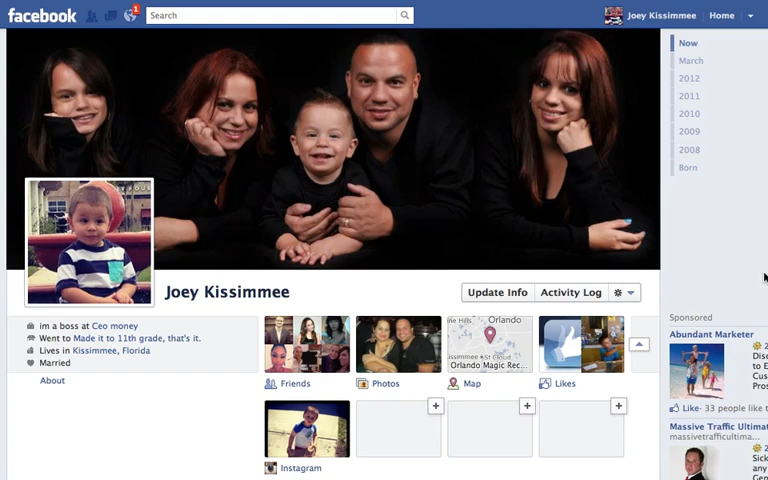 facebook
1
Search
Joey Kissimmee
Home
Now
March
2012
2011
2010
2009
2008
Born
Joey Kissimmee
Update Info
Activity Log
im a boss at Ceo money
Went to Made it to 11th grade, that's it.
Lives in Kissimmee, Florida
Married
About
Orlando
St Cloud
Orlando Magic Rec...
Friends
Photos
Map
Likes
Instagram
Sponsored
Abundant Marketer
Like · 33 people like t
Massive Traffic Ultimat
massivetrafficultima...